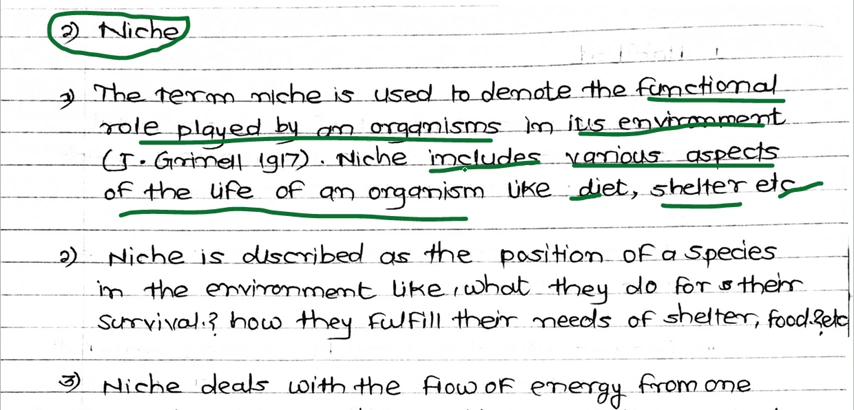 2) Niche
1) The term niche is used to denote the functional
role played by an organisms in its environment
(J. Grinell 1917). Niche includes various aspects
of the life of an organism like diet, shelter etc
2) Niche is discribed as the position of a species
in the environment like, what they do for their
survival.? how they fulfill their needs of shelter, food.? etc
3) Niche deals with the flow of energy from one